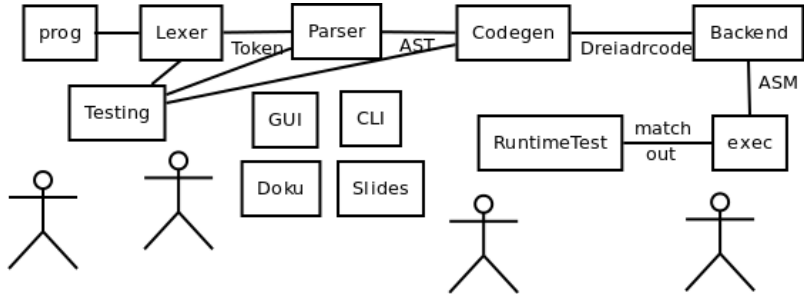 prog
Lexer
Token
Parser
AST
Codegen
Dreiadrcode
Backend
ASM
Testing
GUI
CLI
RuntimeTest
match
out
exec
Doku
Slides